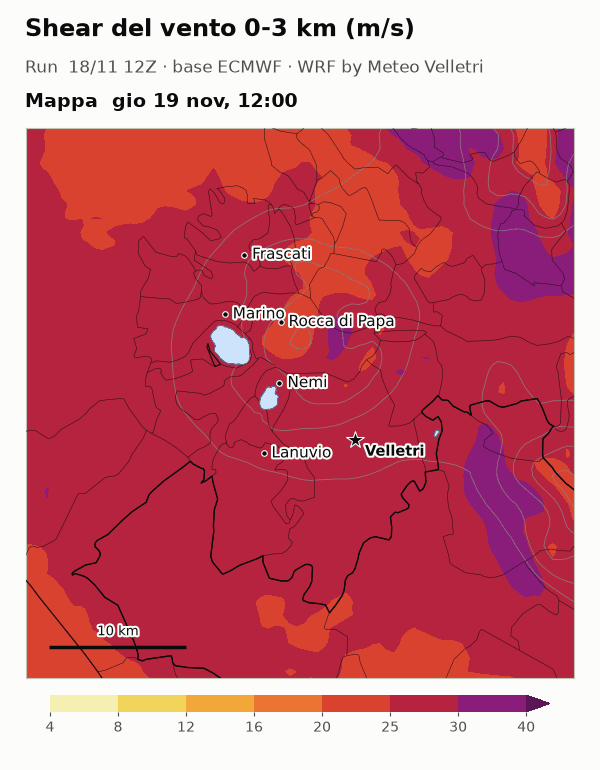 Shear del vento 0-3 km (m/s)
Run  18/11 12Z · base ECMWF · WRF by Meteo Velletri
Mappa  gio 19 nov, 12:00
Frascati
Marino
Rocca di Papa
Nemi
Velletri
Lanuvio
10 km
4 8 12 16 20 25 30 40